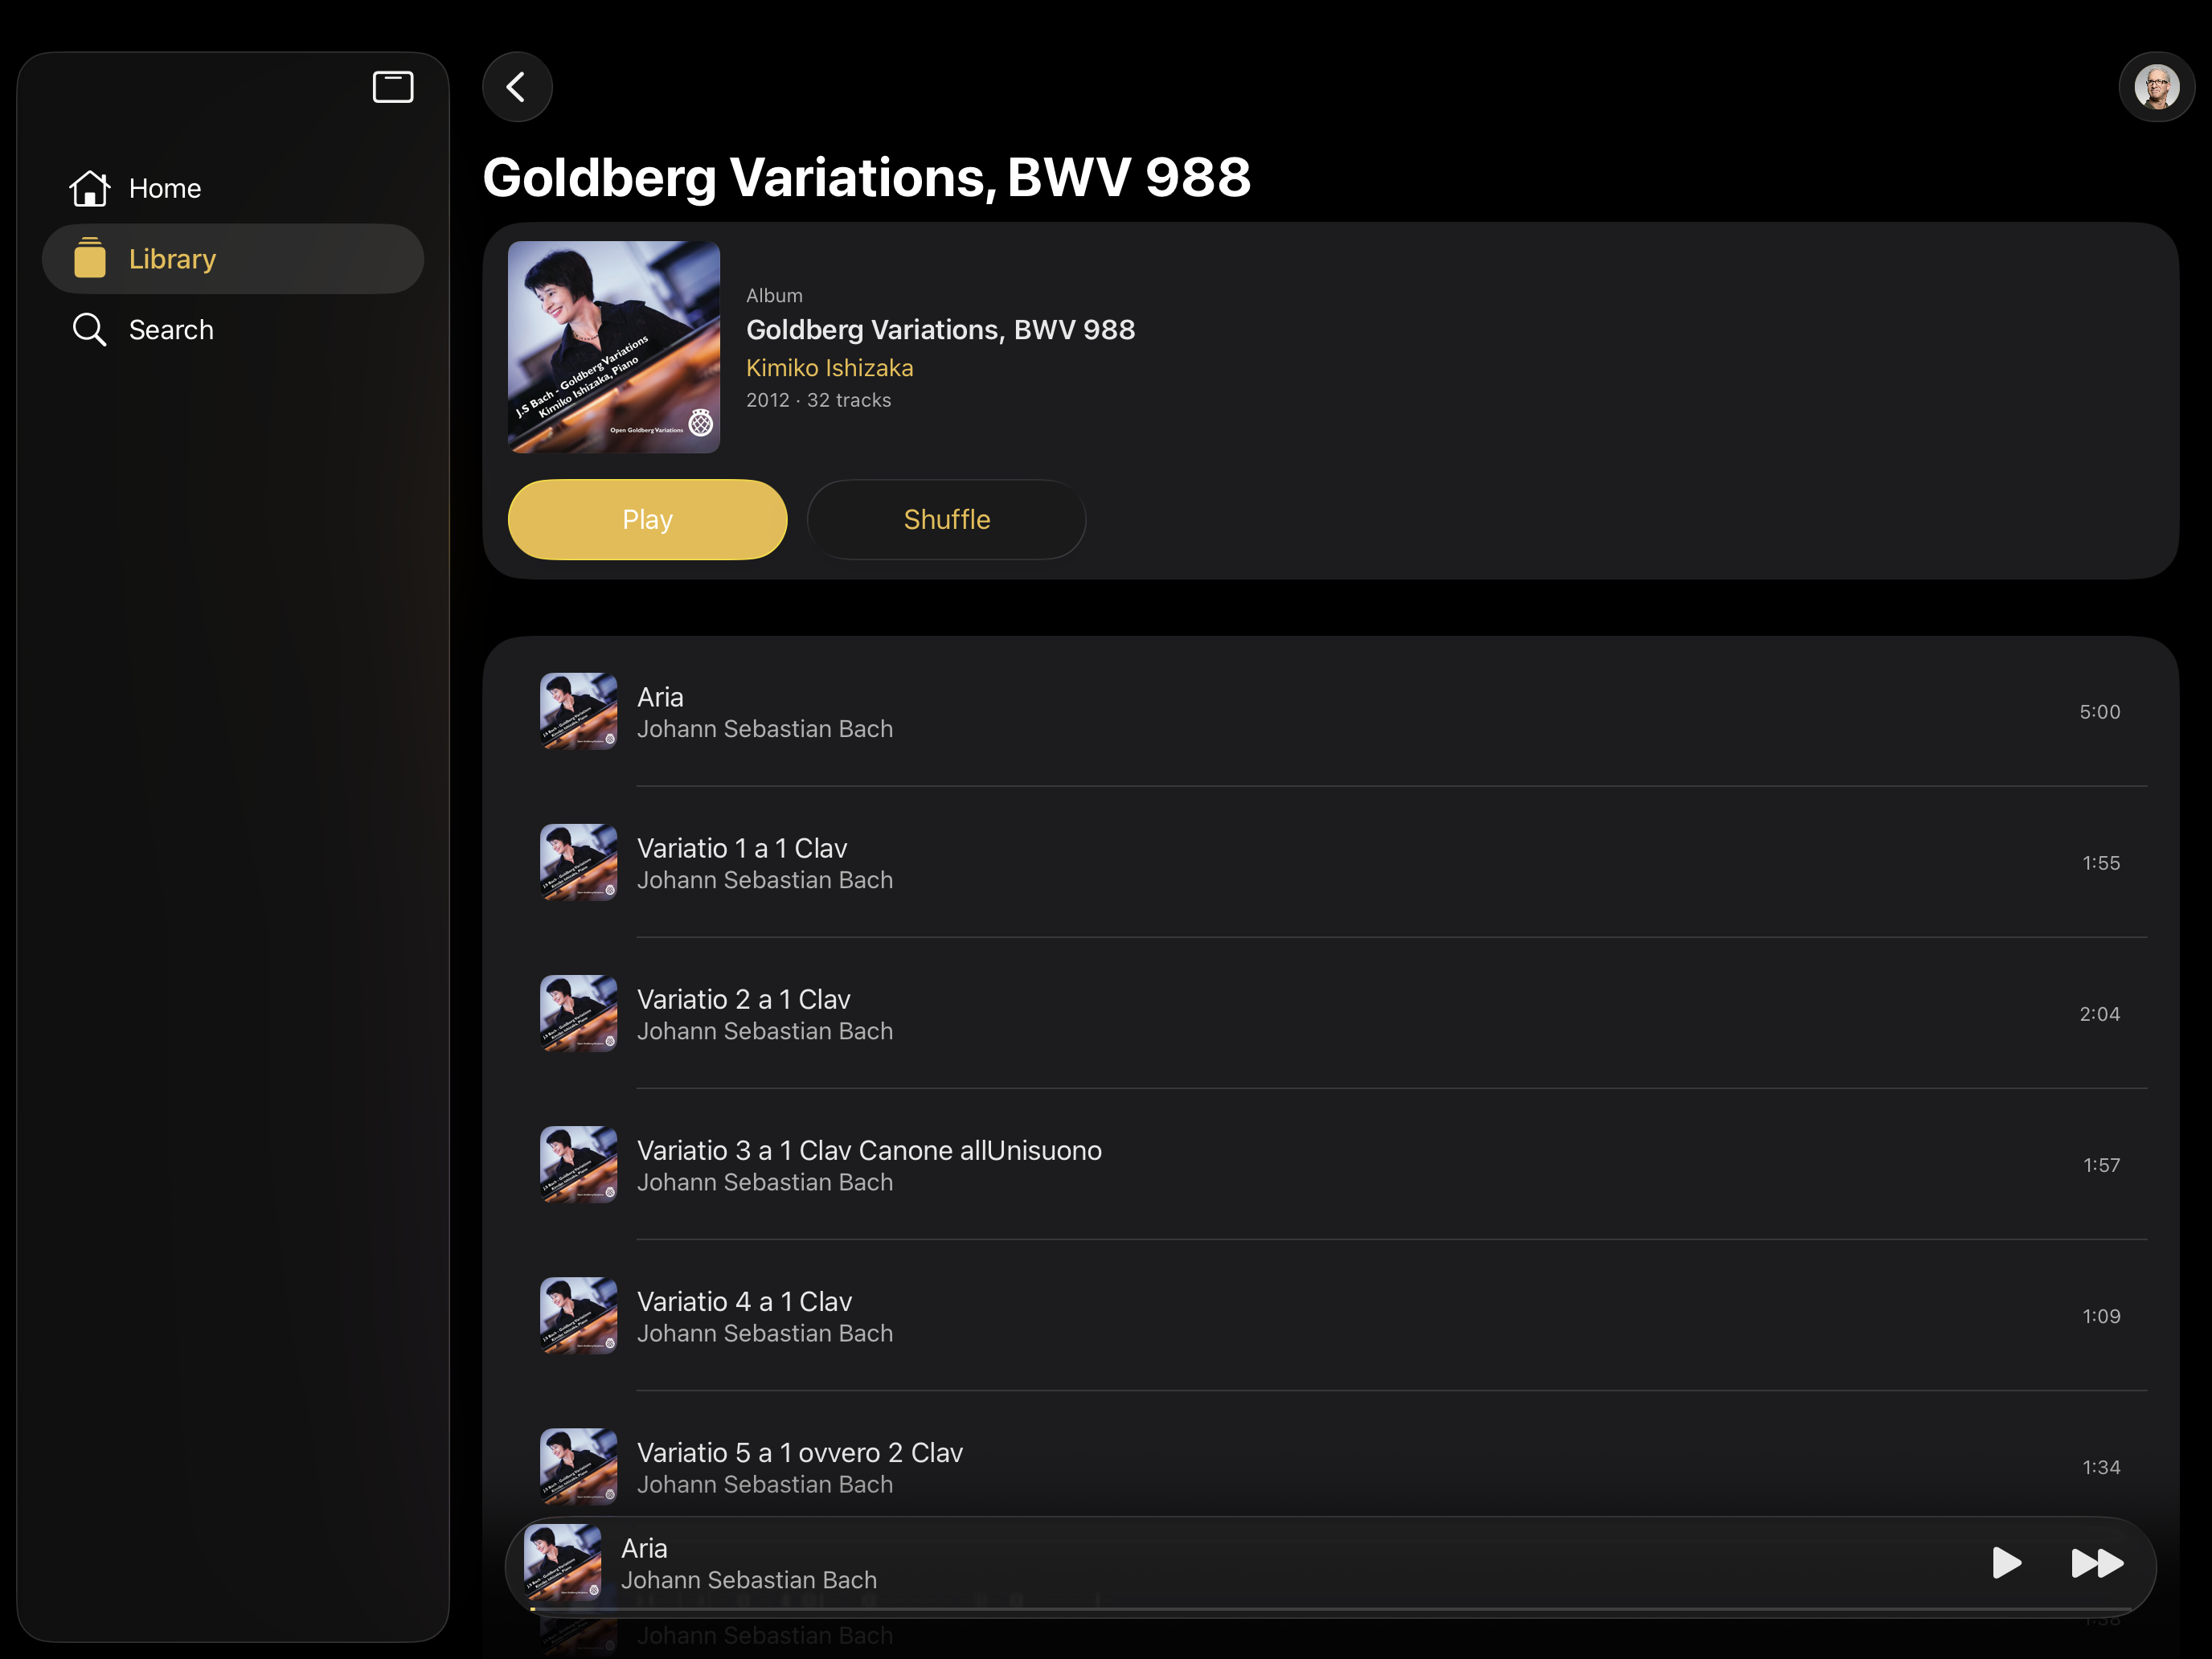 Home
Library
Search
Goldberg Variations, BWV 988
J.S Bach - Goldberg Variations
Kimiko Ishizaka, Piano
Open Goldberg Variations
Album
Goldberg Variations, BWV 988
Kimiko Ishizaka
2012 · 32 tracks
Play
Shuffle
Aria
Johann Sebastian Bach
5:00
Variatio 1 a 1 Clav
Johann Sebastian Bach
1:55
Variatio 2 a 1 Clav
Johann Sebastian Bach
2:04
Variatio 3 a 1 Clav Canone allUnisuono
Johann Sebastian Bach
1:57
Variatio 4 a 1 Clav
Johann Sebastian Bach
1:09
Variatio 5 a 1 ovvero 2 Clav
Johann Sebastian Bach
1:34
Aria
Johann Sebastian Bach
Johann Sebastian Bach